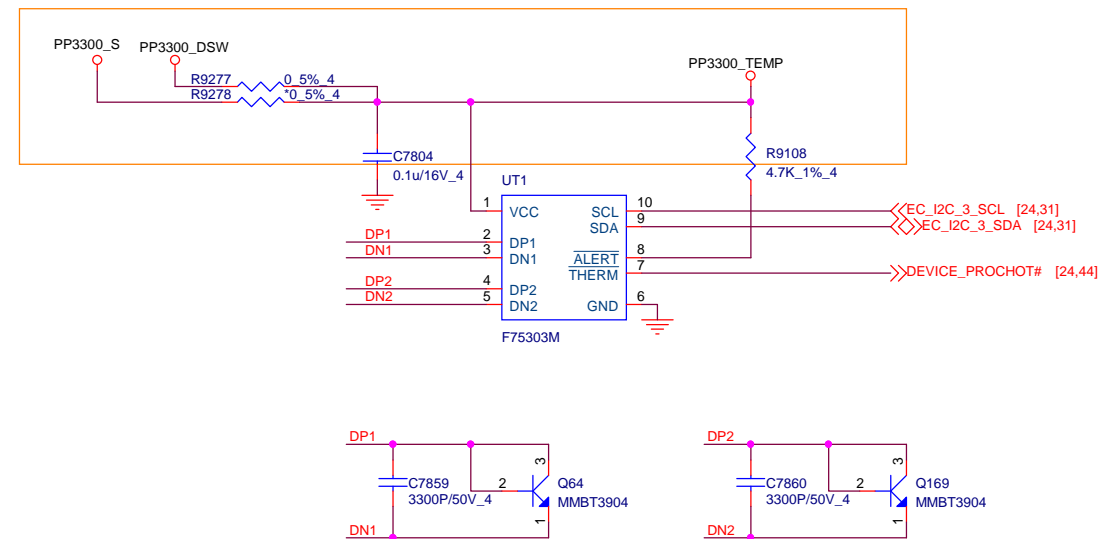 PP3300_S
PP3300_DSW
PP3300_TEMP
R9277 0_5%_4
R9278 *0_5%_4
C7804
0.1u/16V_4
R9108
4.7K_1%_4
UT1
1 VCC SCL 10 EC_I2C_3_SCL [24,31]
SDA 9 EC_I2C_3_SDA [24,31]
DP1 2 DP1
DN1 3 DN1 ALERT 8
THERM 7 DEVICE_PROCHOT# [24,44]
DP2 4 DP2
DN2 5 DN2 GND 6
F75303M
DP1
3
C7859
3300P/50V_4
2
Q64
MMBT3904
1
DN1
DP2
3
C7860
3300P/50V_4
2
Q169
MMBT3904
1
DN2